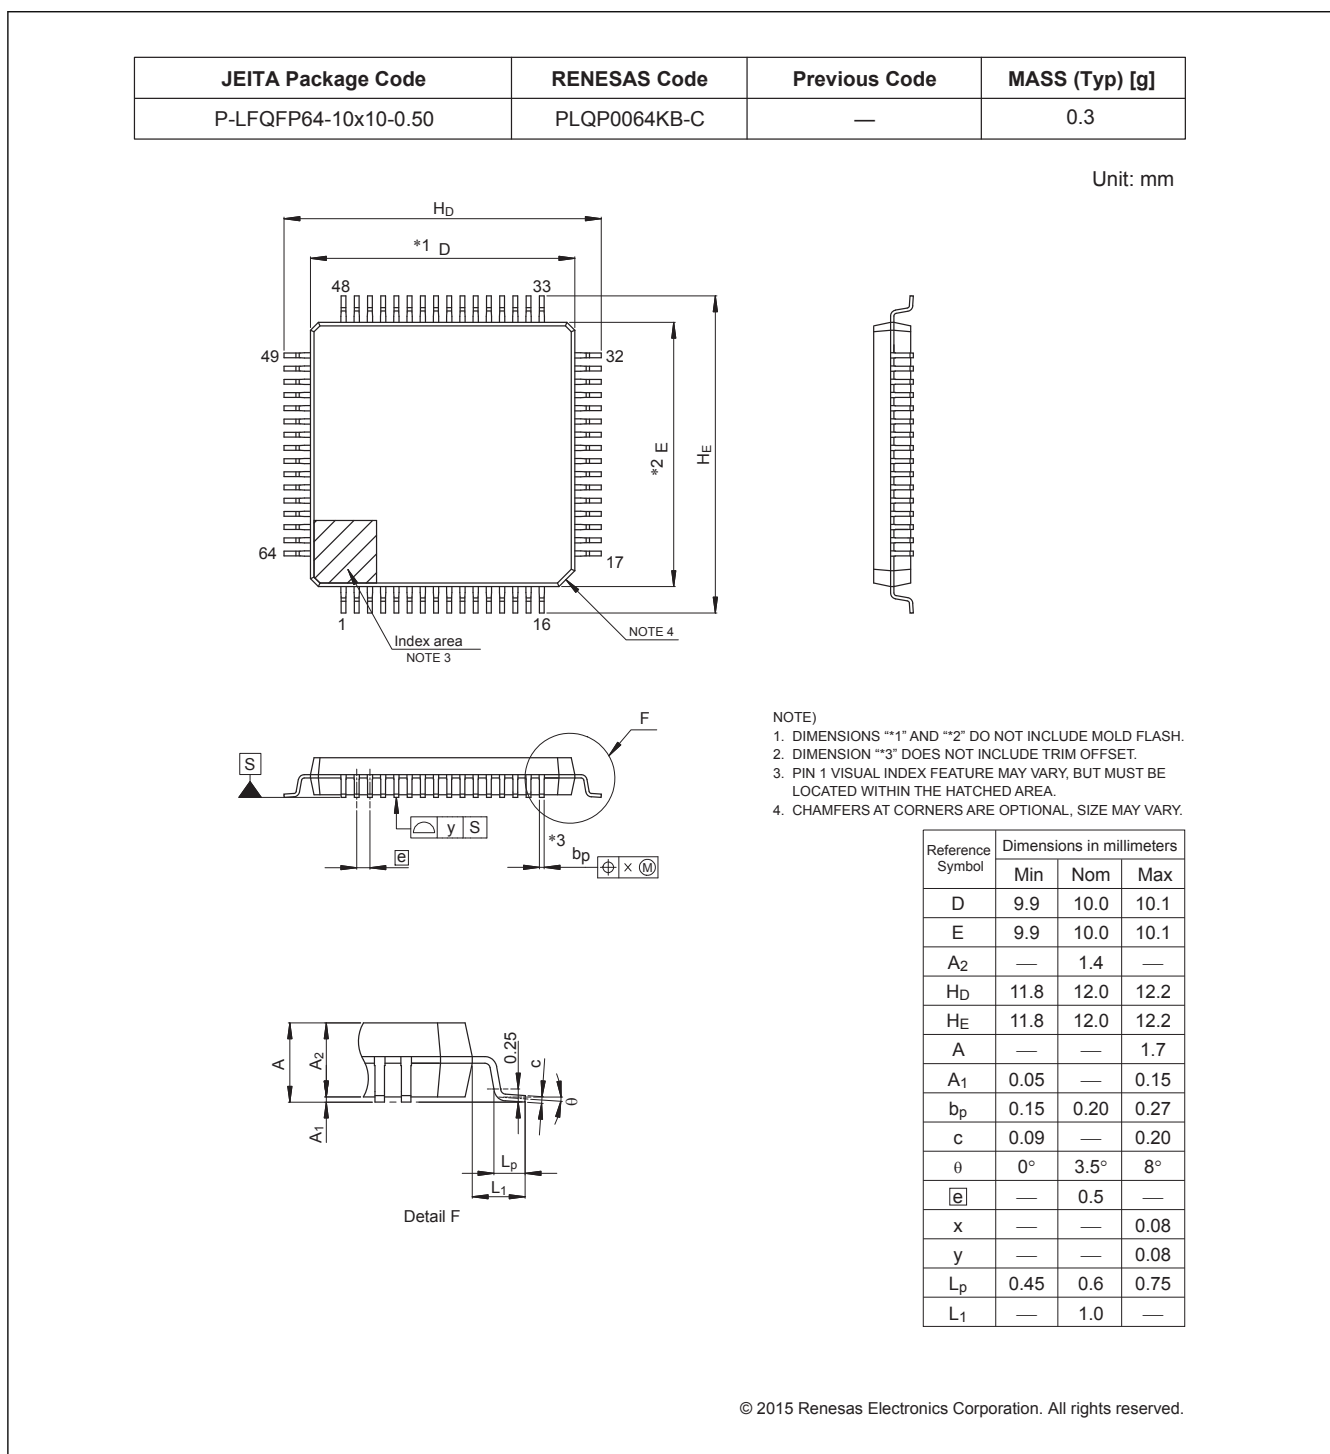 JEITA Package Code RENESAS Code Previous Code MASS (Typ) [g]
P-LFQFP64-10x10-0.50 PLQP0064KB-C — 0.3
Unit: mm
HD
*1 D
48 33
49 32
*2 E
HE
64 17
1 16
Index area
NOTE 3
NOTE 4
F
S
y S
e
*3
bp
x M
NOTE)
1. DIMENSIONS “*1” AND “*2” DO NOT INCLUDE MOLD FLASH.
2. DIMENSION “*3” DOES NOT INCLUDE TRIM OFFSET.
3. PIN 1 VISUAL INDEX FEATURE MAY VARY, BUT MUST BE
LOCATED WITHIN THE HATCHED AREA.
4. CHAMFERS AT CORNERS ARE OPTIONAL, SIZE MAY VARY.
Reference Symbol Dimensions in millimeters
Min Nom Max
D 9.9 10.0 10.1
E 9.9 10.0 10.1
A2 — 1.4 —
HD 11.8 12.0 12.2
HE 11.8 12.0 12.2
A — — 1.7
A1 0.05 — 0.15
bp 0.15 0.20 0.27
c 0.09 — 0.20
θ 0° 3.5° 8°
e — 0.5 —
x — — 0.08
y — — 0.08
Lp 0.45 0.6 0.75
L1 — 1.0 —
A
A2
A1
0.25
c
θ
Lp
L1
Detail F
© 2015 Renesas Electronics Corporation. All rights reserved.